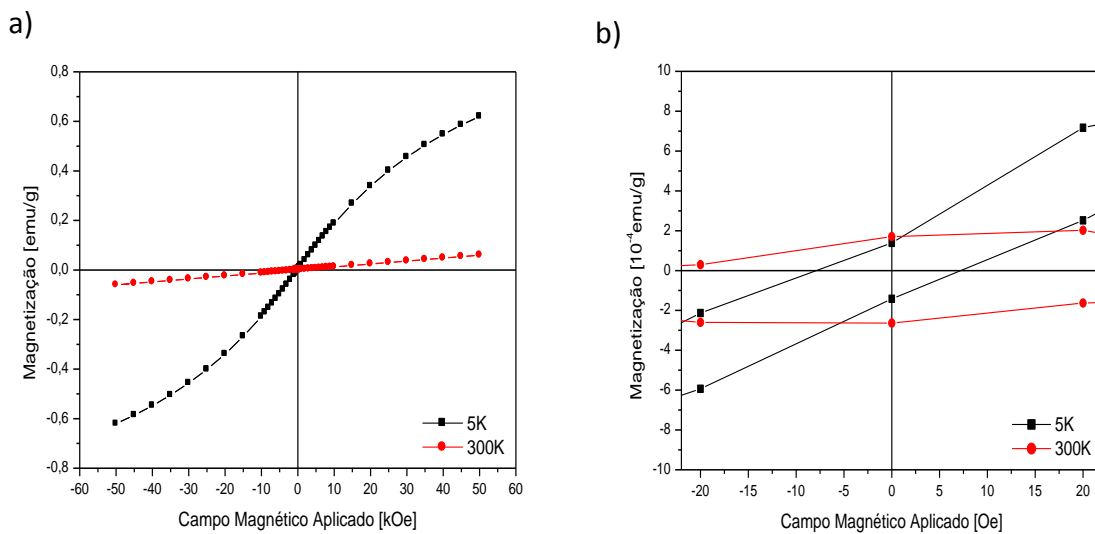 a)
0,8
0,6
0,4
0,2
0,0
-0,2
-0,4
-0,6
-0,8
-60 -50 -40 -30 -20 -10 0 10 20 30 40 50 60
Magnetização [emu/g]
Campo Magnético Aplicado [kOe]
5K
300K
b)
10
8
6
4
2
0
-2
-4
-6
-8
-10
-20 -15 -10 -5 0 5 10 15 20
Magnetização [10⁻⁴emu/g]
Campo Magnético Aplicado [Oe]
5K
300K